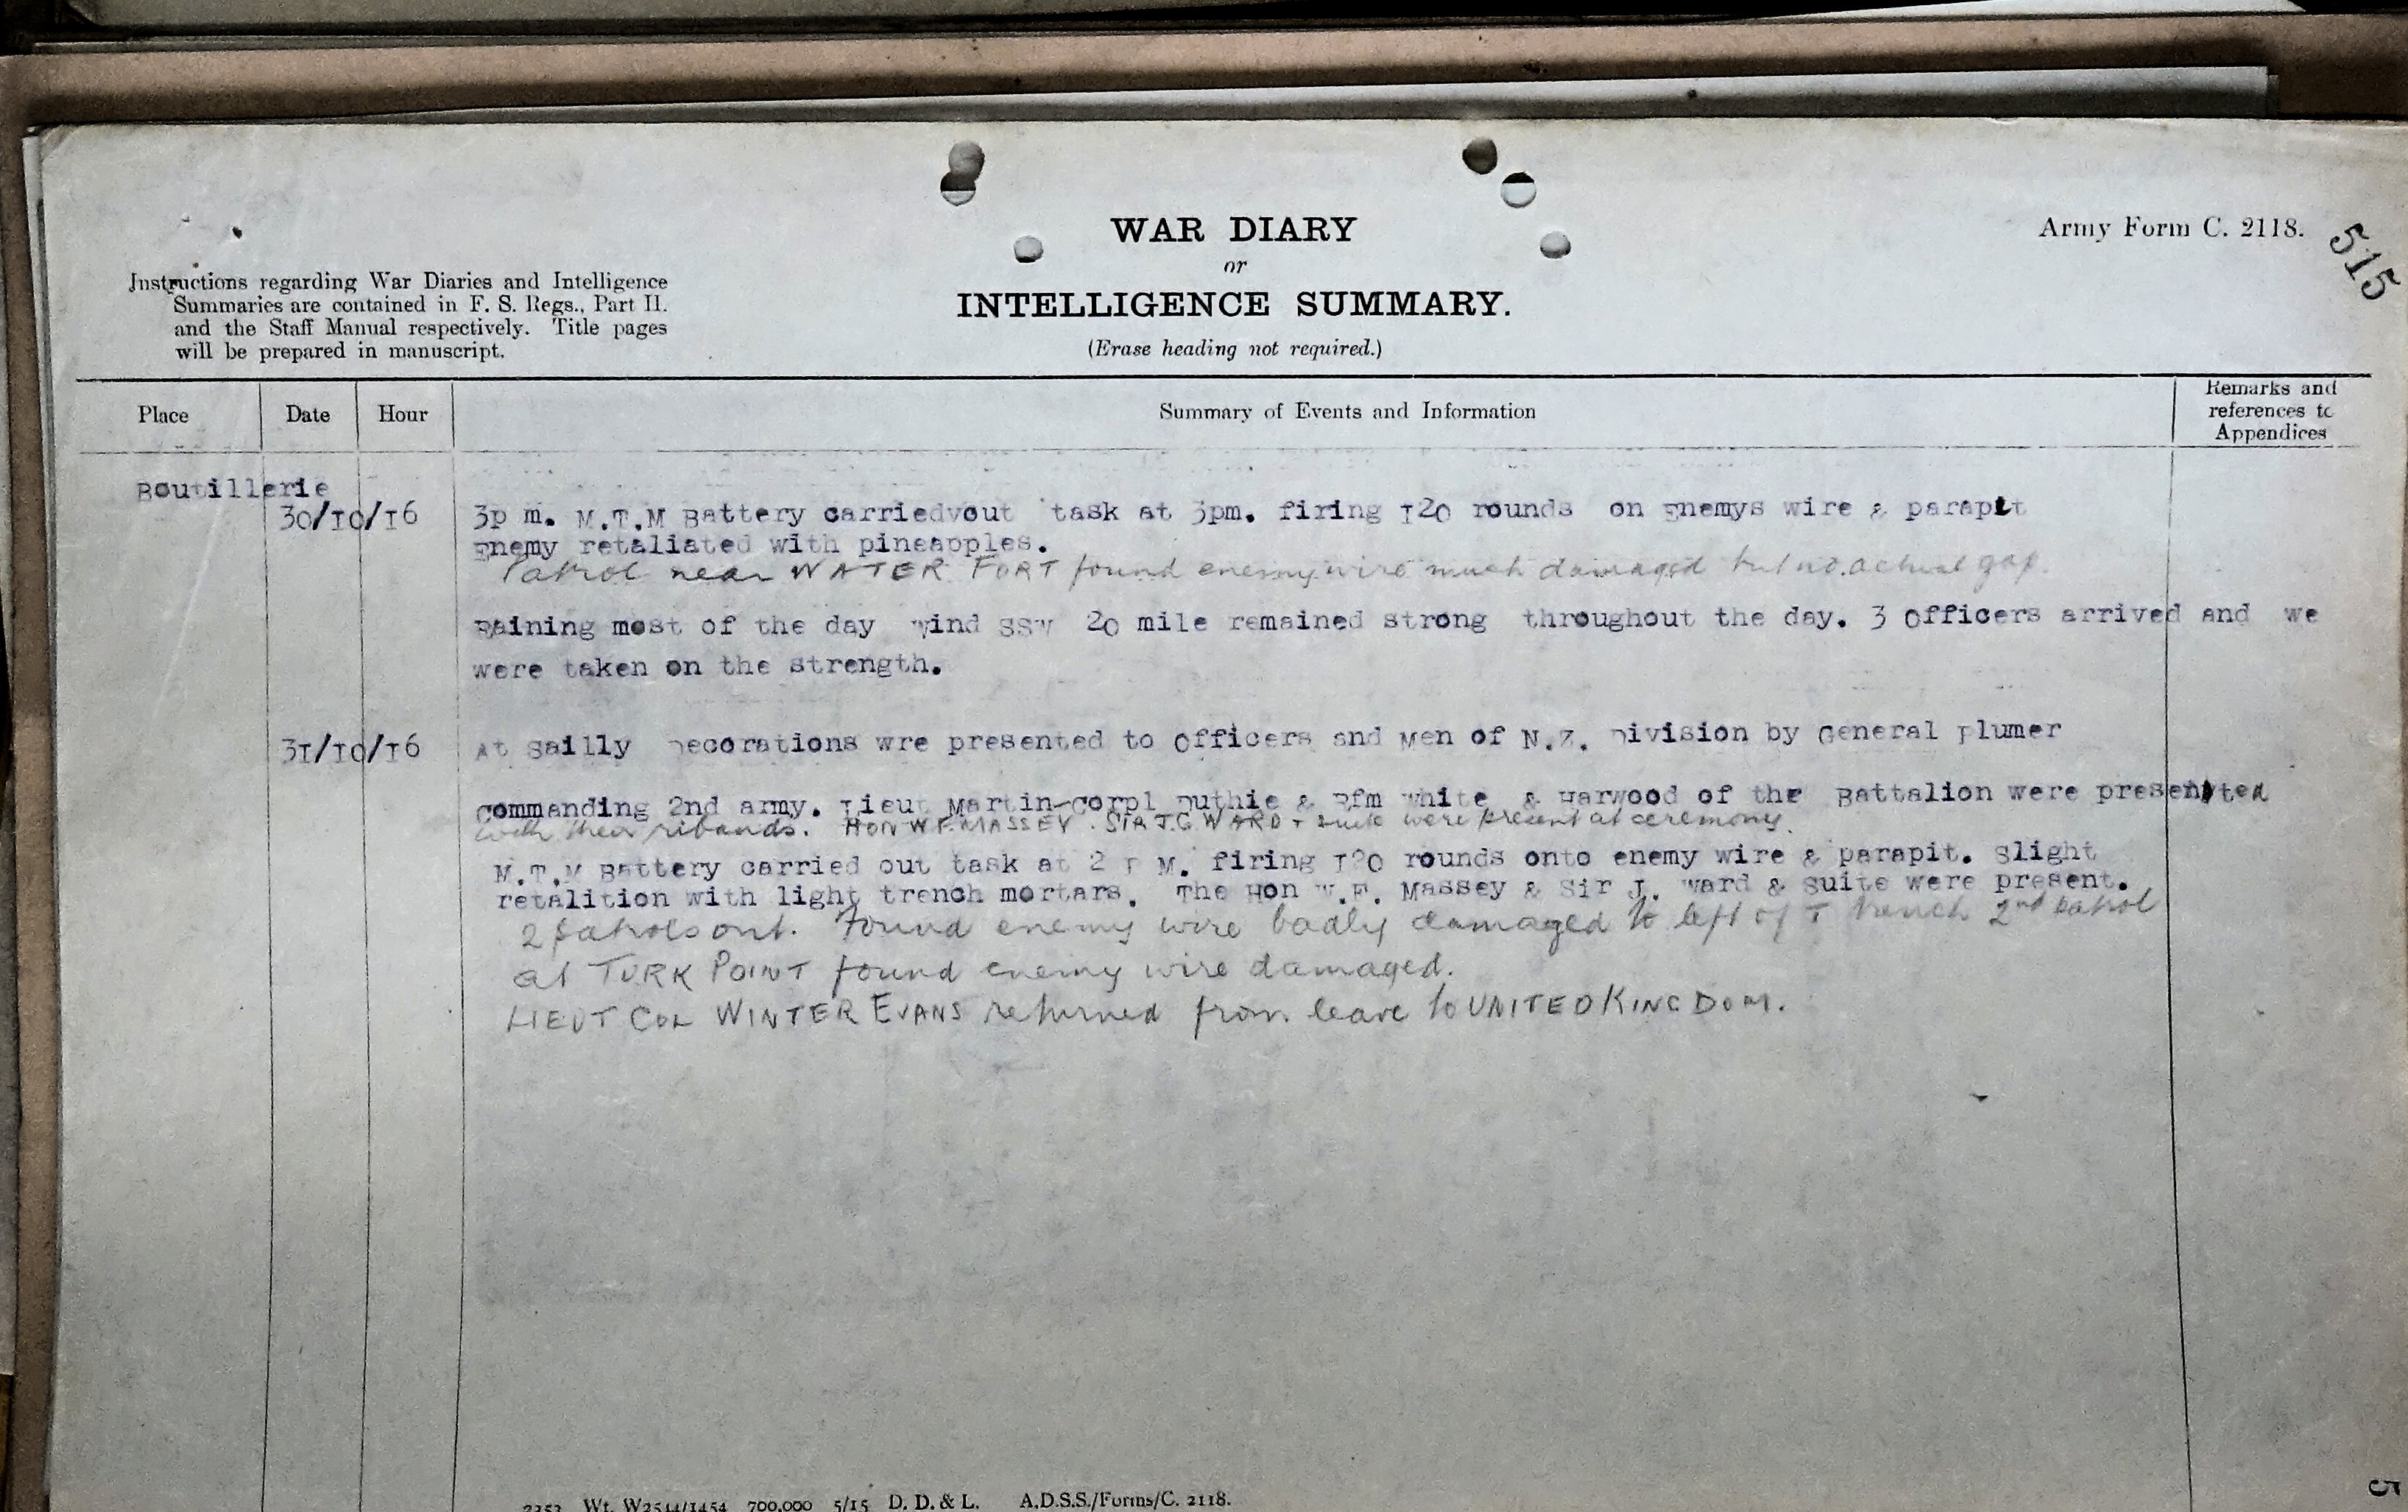 WAR DIARY
or
INTELLIGENCE SUMMARY.
(Erase heading not required.)
Army Form C. 2118.
515
Instructions regarding War Diaries and Intelligence
Summaries are contained in F. S. Regs., Part II.
and the Staff Manual respectively. Title pages
will be prepared in manuscript.
Place Date Hour Summary of Events and Information Remarks and references to Appendices
Boutillerie
30/10/16 3p m. M.T.M Battery carriedvout task at 3pm. firing 120 rounds on Enemys wire & parapit
Enemy retaliated with pineapples.
Patrol near WATER FORT found enemy wire much damaged but no actual gap.
Raining most of the day wind SSW 20 mile remained strong throughout the day. 3 Officers arrived and we
were taken on the strength.
31/10/16 At Sailly Decorations wre presented to Officers and Men of N.Z. Division by General Plumer
commanding 2nd army. Lieut Martin-Corpl Duthie & Rfm White & Harwood of the Battalion were presented
with their ribands. HON W.F. MASSEY. SIR J.G WARD + suite were present at ceremony.
M.T.M Battery carried out task at 2 P M. firing 120 rounds onto enemy wire & parapit. Slight
retalition with light trench mortars. The Hon W.F. Massey & Sir J. Ward & suite were present.
2 patrols out. Found enemy wire badly damaged to left of T trench 2nd patrol
at TURK POINT found enemy wire damaged.
LIEUT COL WINTER EVANS returned from leave to UNITED KINGDOM.
2353 Wt. W2544/1454 700,000 5/15 D. D. & L. A.D.S.S./Forms/C. 2118.